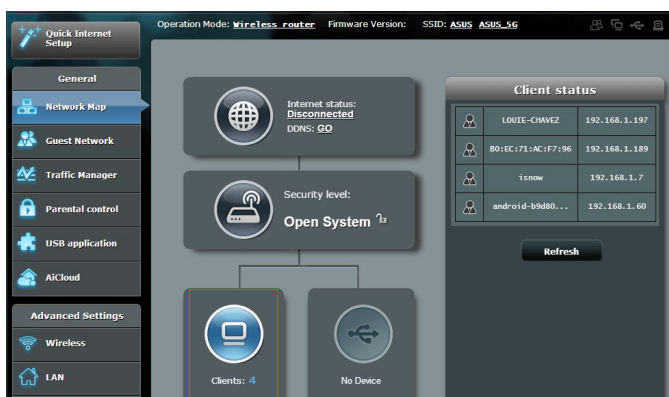 Quick Internet
Setup
Operation Mode: Wireless router Firmware Version: SSID: ASUS ASUS_5G
General
Network Map
Guest Network
Traffic Manager
Parental control
USB application
AiCloud
Advanced Settings
Wireless
LAN
Internet status:
Disconnected
DDNS: GO
Security level:
Open System
Clients: 4
No Device
Client status
LOUIE-CHAVEZ 192.168.1.197
80:EC:71:AC:F7:96 192.168.1.189
isnow 192.168.1.7
android-b9d80... 192.168.1.60
Refresh